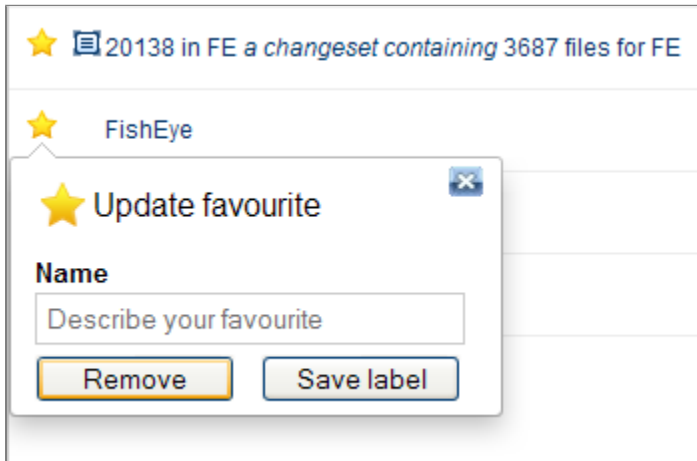 20138 in FE a changeset containing 3687 files for FE
FishEye
Update favourite
Name
Describe your favourite
Remove Save label